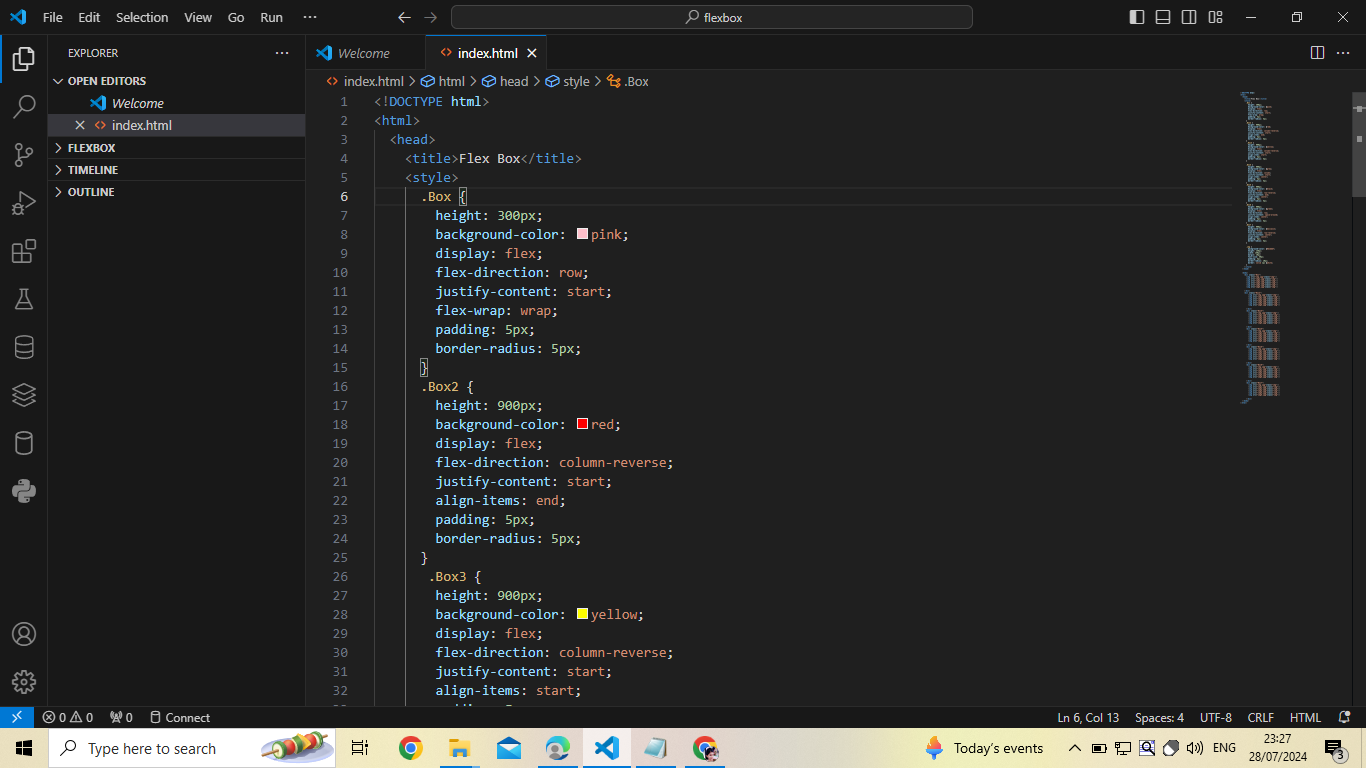 File Edit Selection View Go Run ··· flexbox
EXPLORER ···
OPEN EDITORS
Welcome
index.html
FLEXBOX
TIMELINE
OUTLINE
Welcome index.html
index.html > html > head > style > .Box
1 <!DOCTYPE html>
2 <html>
3 <head>
4 <title>Flex Box</title>
5 <style>
6 .Box {
7 height: 300px;
8 background-color: pink;
9 display: flex;
10 flex-direction: row;
11 justify-content: start;
12 flex-wrap: wrap;
13 padding: 5px;
14 border-radius: 5px;
15 }
16 .Box2 {
17 height: 900px;
18 background-color: red;
19 display: flex;
20 flex-direction: column-reverse;
21 justify-content: start;
22 align-items: end;
23 padding: 5px;
24 border-radius: 5px;
25 }
26 .Box3 {
27 height: 900px;
28 background-color: yellow;
29 display: flex;
30 flex-direction: column-reverse;
31 justify-content: start;
32 align-items: start;
0 0 0 Connect Ln 6, Col 13 Spaces: 4 UTF-8 CRLF HTML
Type here to search Today's events ENG 23:27
28/07/2024 3